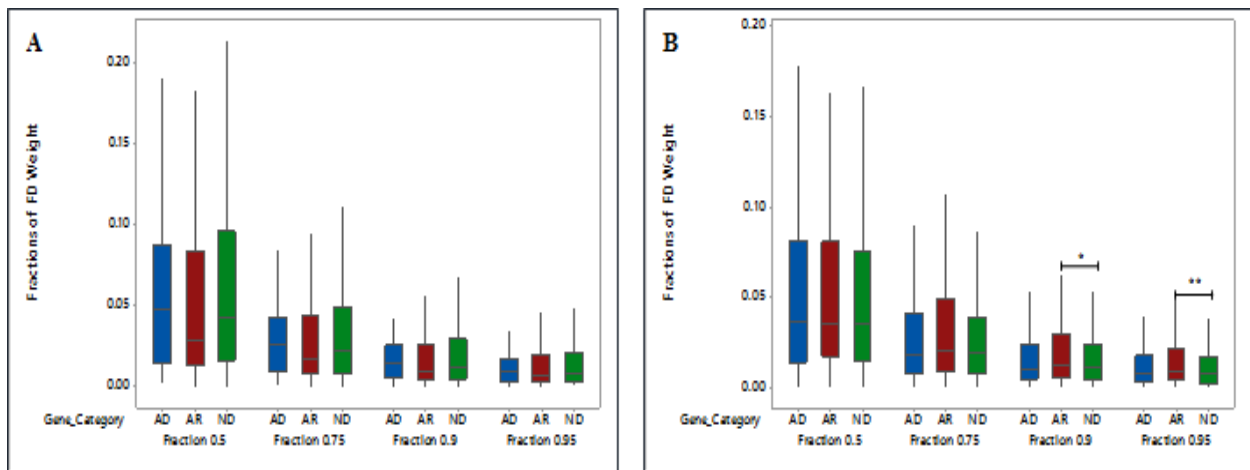 A
Fractions of FD Weight
0.20
0.15
0.10
0.05
0.00
Gene_Category
AD AR ND AD AR ND AD AR ND AD AR ND
Fraction 0.5 Fraction 0.75 Fraction 0.9 Fraction 0.95
B
Fractions of FD Weight
0.20
0.15
0.10
0.05
0.00
*
**
Gene_Category
AD AR ND AD AR ND AD AR ND AD AR ND
Fraction 0.5 Fraction 0.75 Fraction 0.9 Fraction 0.95